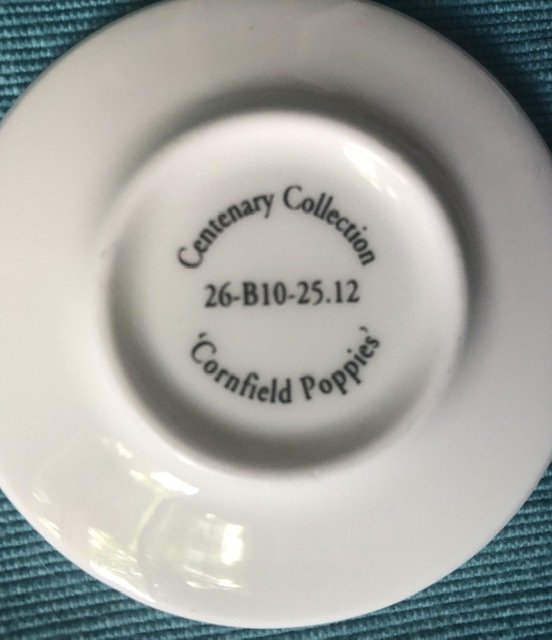 Centenary Collection
26-B10-25.12
'Cornfield Poppies'